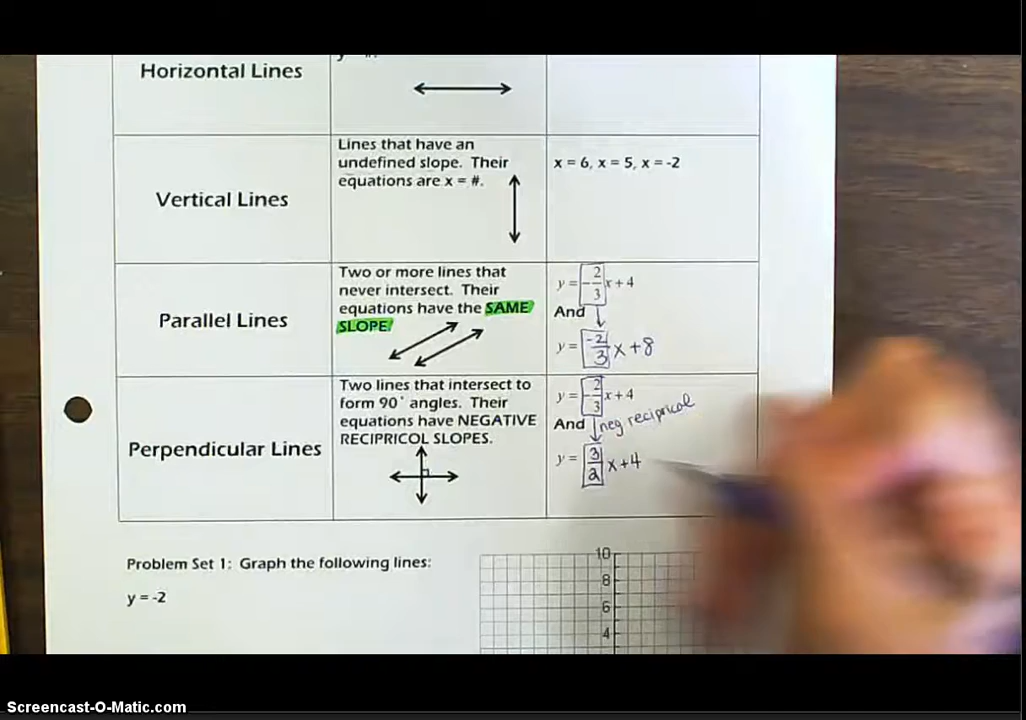 Horizontal Lines
Lines that have an
undefined slope. Their
equations are x = #.
Vertical Lines
x = 6, x = 5, x = -2
Two or more lines that
never intersect. Their
equations have the SAME
SLOPE!
Parallel Lines
y = -2/3 x + 4
And
y = -2/3 x + 8
Two lines that intersect to
form 90° angles. Their
equations have NEGATIVE
RECIPRICOL SLOPES.
Perpendicular Lines
y = -2/3 x + 4
And neg reciprical
y = 3/2 x + 4
Problem Set 1: Graph the following lines:
y = -2
10
8
6
4
Screencast-O-Matic.com